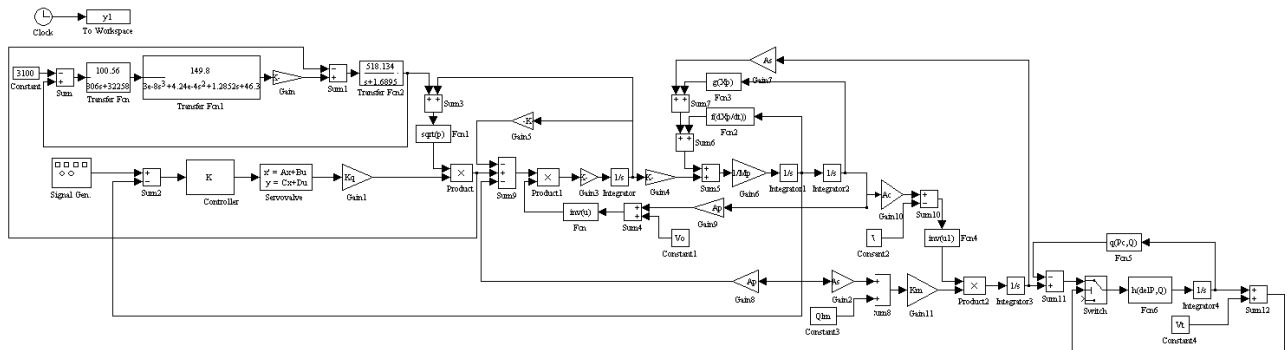 y1
Clock
To Workspace
3100
Constant
Sum
100.56
806s+32258
Transfer Fcn
149.8
3e-8s³+4.24e-4s²+1.2852s+46.3
Transfer Fcn1
Gain
Sum1
518.134
s+1.6895
Transfer Fcn2
Sum3
sqrt(p)
Fcn1
-K
Gain5
As
Gain7
g(Xp)
Fcn3
Sum7
f(dXp/dt))
Fcn2
Sum6
Signal Gen.
Sum2
K
Controller
x' = Ax+Bu
y = Cx+Du
Servovalve
Kq
Gain1
Product
Sum9
Product1
K-
Gain3
1/s
Integrator
K-
Gain4
Sum5
1/Mp
Gain6
1/s
Integrator1
1/s
Integrator2
Ac
Gain10
Sum10
inv(u)
Fcn
Sum4
Ap
Gain9
Vo
Constant1
Consant2
inv(u1)
Fcn4
Ap
Gain8
As
Gain2
Qlm
Constant3
um8
Km
Gain11
Product2
1/s
Integrator3
Sum11
q(Pc,Q)
Fcn5
Switch
h(delP,Q)
Fcn6
1/s
Integrator4
Vt
Constant4
Sum12